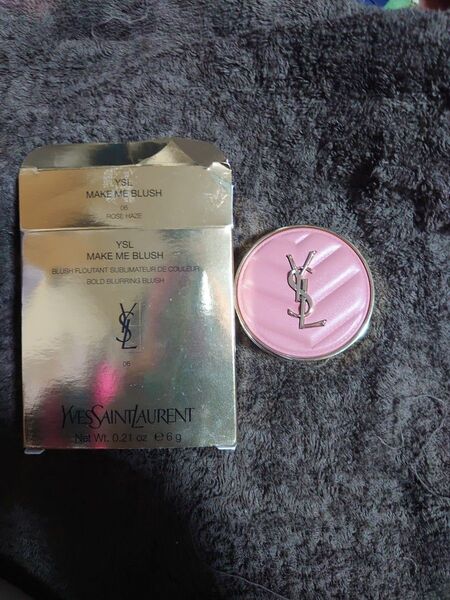 YSL
MAKE ME BLUSH
06
ROSE HAZE
YSL
MAKE ME BLUSH
BLUSH FLOUTANT SUBLIMATEUR DE COULEUR
BOLD BLURRING BLUSH
YSL
06
YVESSAINTLAURENT
Net Wt. 0.21 oz ℮ 6 g
YSL